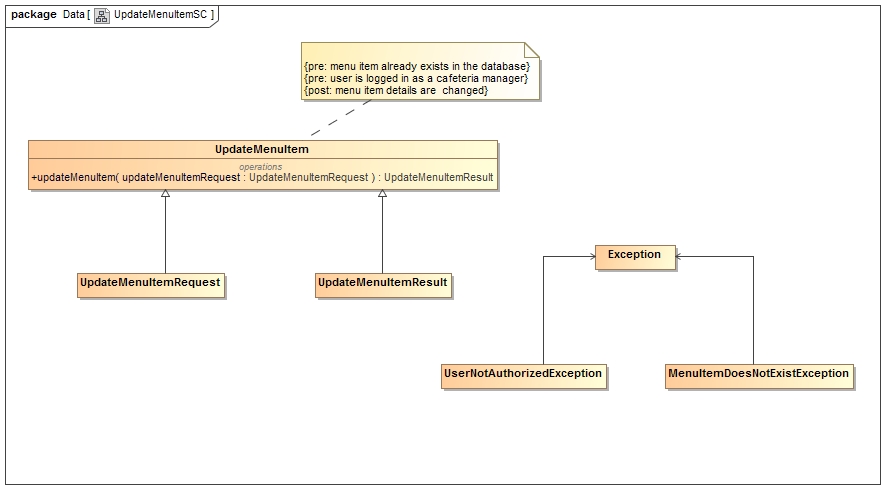 package Data [ UpdateMenuItemSC ]
{pre: menu item already exists in the database}
{pre: user is logged in as a cafeteria manager}
{post: menu item details are changed}
UpdateMenuItem
operations
+updateMenuItem( updateMenuItemRequest : UpdateMenuItemRequest ) : UpdateMenuItemResult
Exception
UpdateMenuItemRequest
UpdateMenuItemResult
UserNotAuthorizedException
MenuItemDoesNotExistException